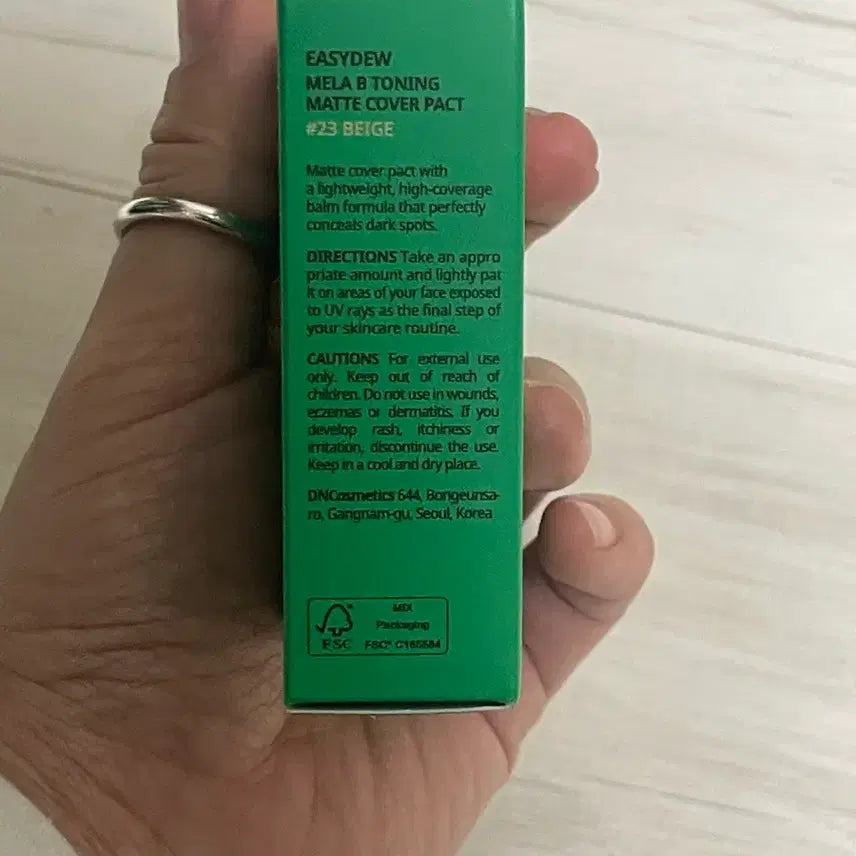 EASYDEW
MELA B TONING
MATTE COVER PACT
#23 BEIGE
Matte cover pact with
a lightweight, high-coverage
balm formula that perfectly
conceals dark spots.
DIRECTIONS Take an appro
priate amount and lightly pat
it on areas of your face exposed
to UV rays as the final step of
your skincare routine.
CAUTIONS For external use
only. Keep out of reach of
children. Do not use in wounds,
eczemas or dermatitis. If you
develop rash, itchiness or
irritation, discontinue the use.
Keep in a cool and dry place.
DNCosmetics 644, Bongeunsa-
ro, Gangnam-gu, Seoul, Korea
MIX
Packaging
FSC FSC®